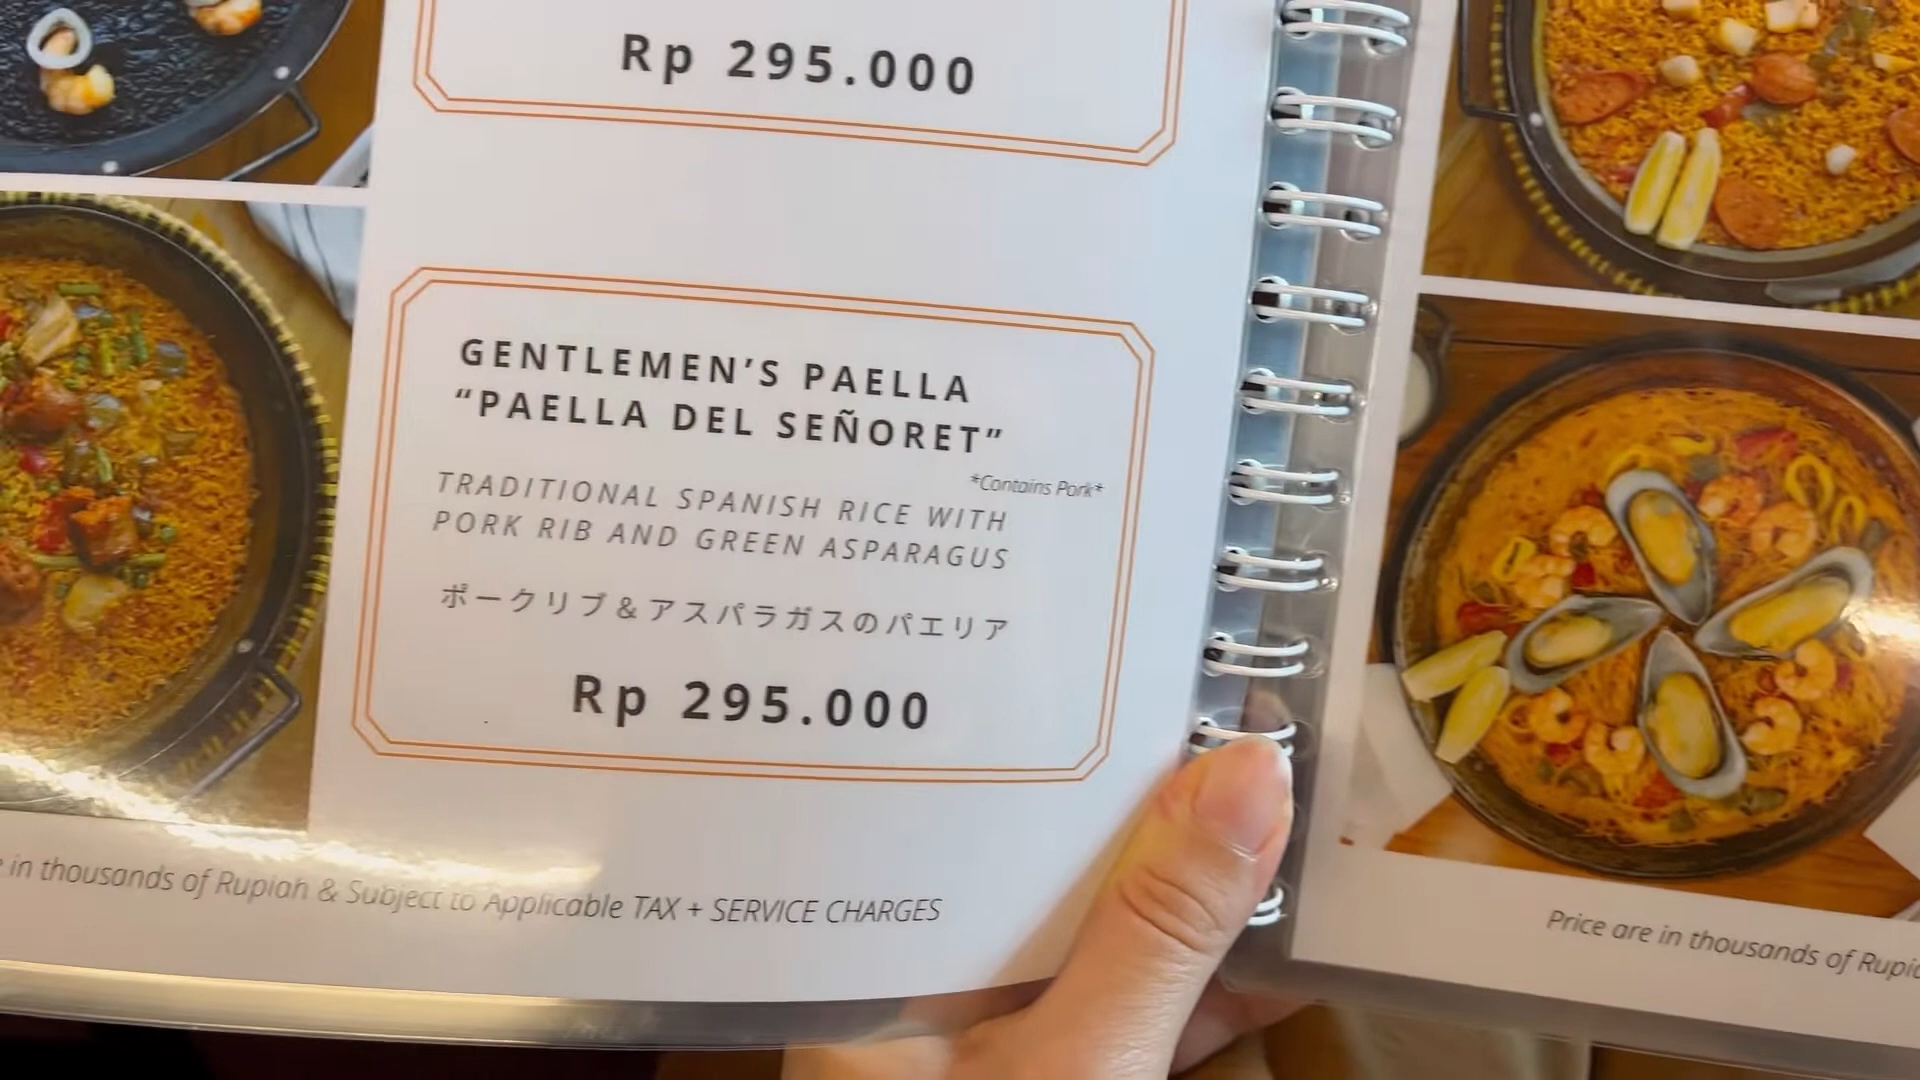 Rp 295.000
GENTLEMEN’S PAELLA
“PAELLA DEL SEÑORET”
*Contains Pork*
TRADITIONAL SPANISH RICE WITH
PORK RIB AND GREEN ASPARAGUS
ポークリブ&アスパラガスのパエリア
Rp 295.000
in thousands of Rupiah & Subject to Applicable TAX + SERVICE CHARGES
Price are in thousands of